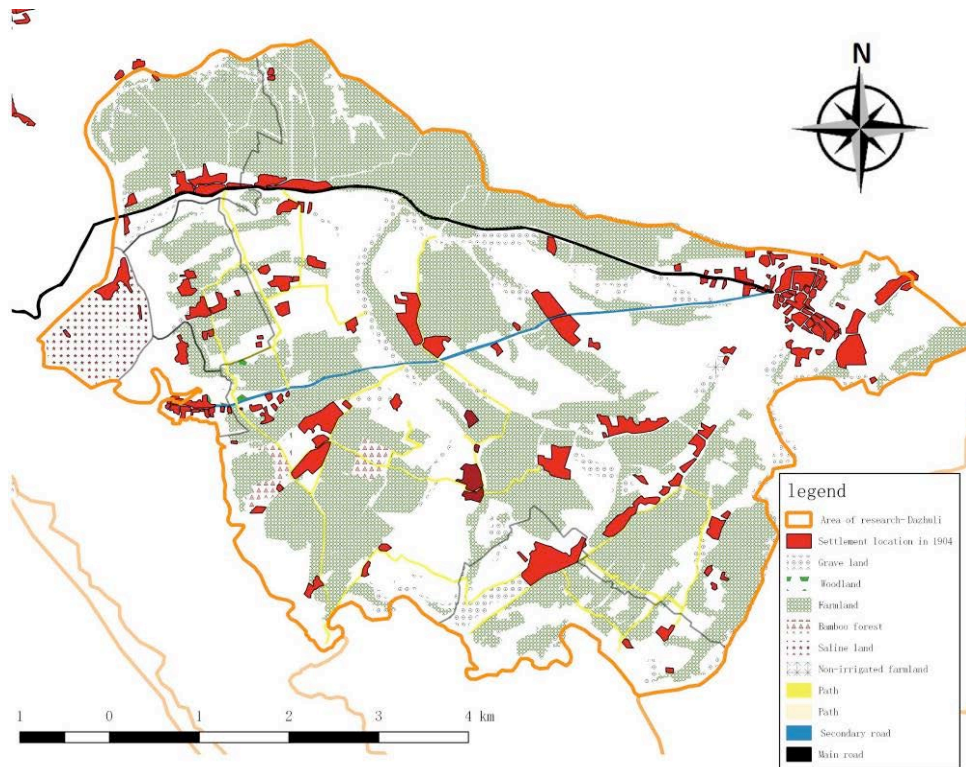 N
legend
Area of research-Dazhuli
Settlement location in 1904
Grave land
Woodland
Farmland
Bamboo forest
Saline land
Non-irrigated farmland
Path
Path
Secondary road
Main road
1 0 1 2 3 4 km